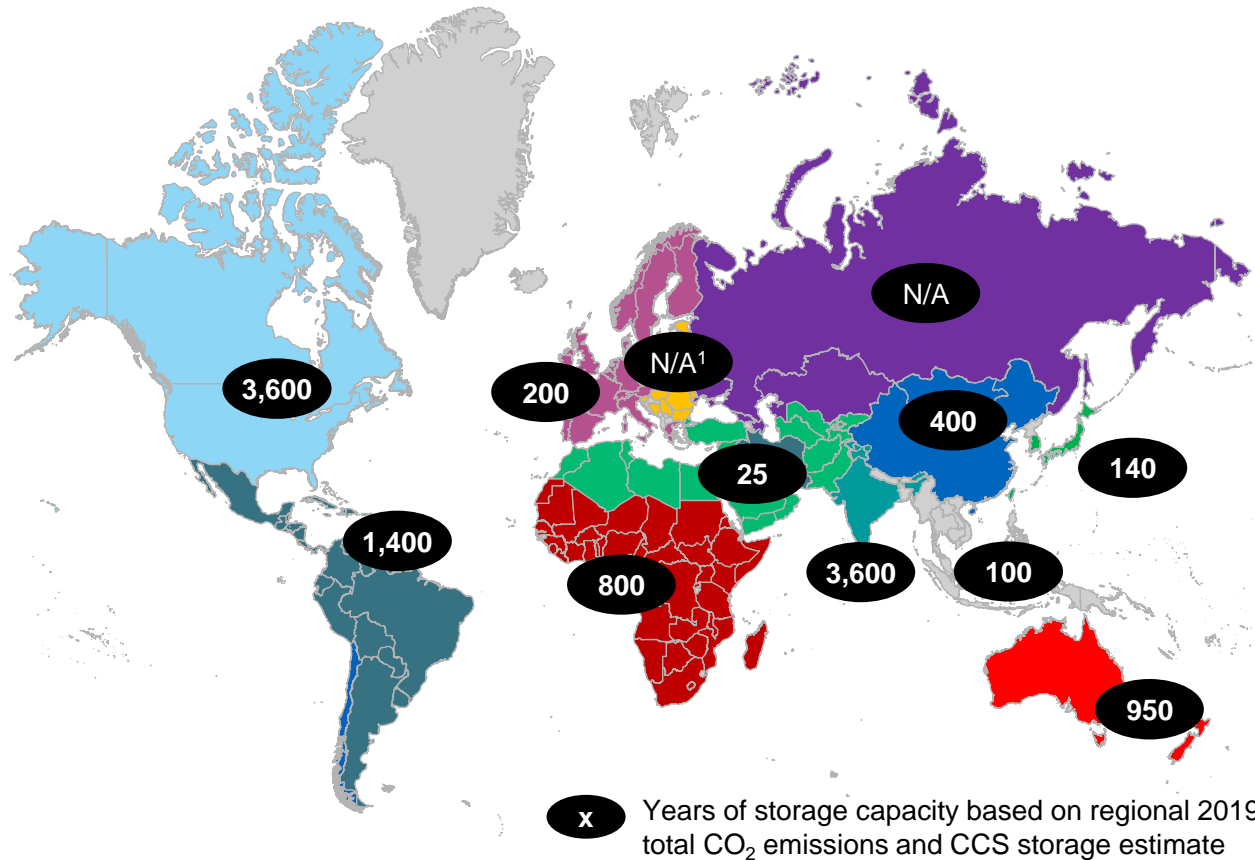 N/A
N/A¹
3,600
200
400
25
140
1,400
800
3,600
100
950
x
Years of storage capacity based on regional 2019
total CO₂ emissions and CCS storage estimate